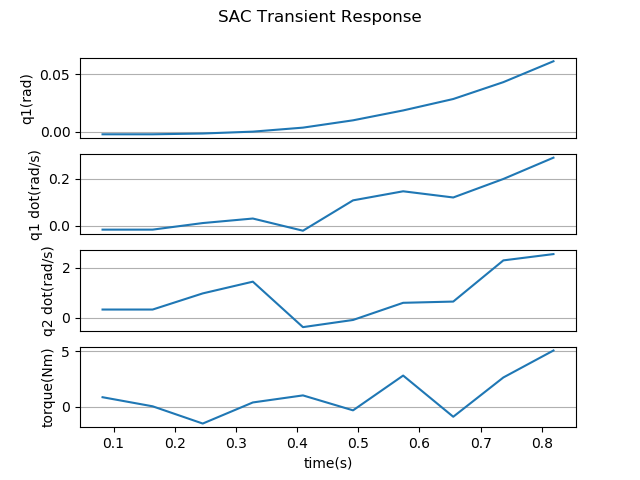 SAC Transient Response
0.05
0.00
q1(rad)
0.2
0.0
q1 dot(rad/s)
2
0
q2 dot(rad/s)
5
0
torque(Nm)
0.1 0.2 0.3 0.4 0.5 0.6 0.7 0.8
time(s)